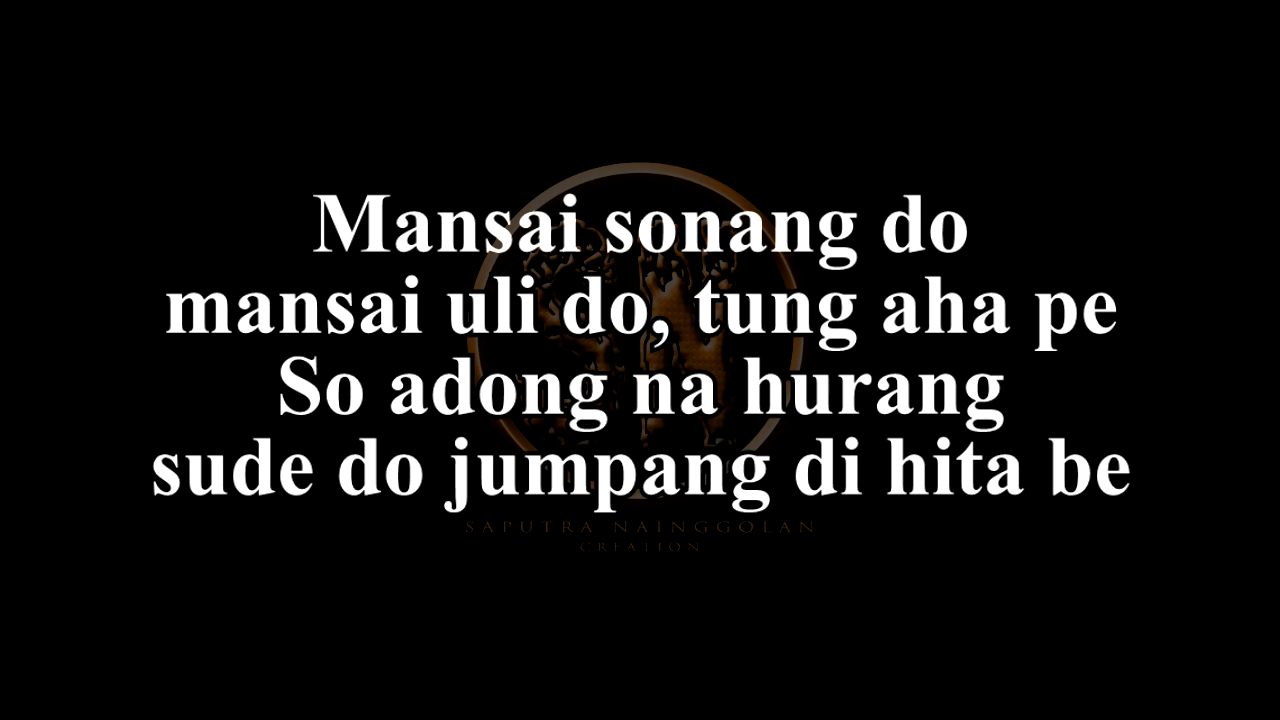 Mansai sonang do
mansai uli do, tung aha pe
So adong na hurang
sude do jumpang di hita be
SAPUTRA NAINGGOLAN
CREATION